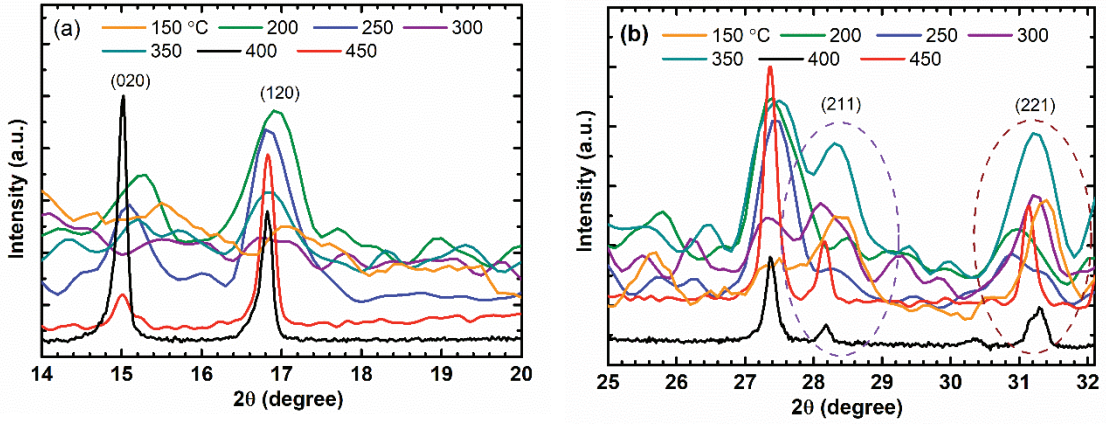 (a)
150 °C 200 250 300
350 400 450
(020)
(120)
Intensity (a.u.)
14 15 16 17 18 19 20
2θ (degree)
(b)
150 °C 200 250 300
350 400 450
(211)
(221)
Intensity (a.u.)
25 26 27 28 29 30 31 32
2θ (degree)